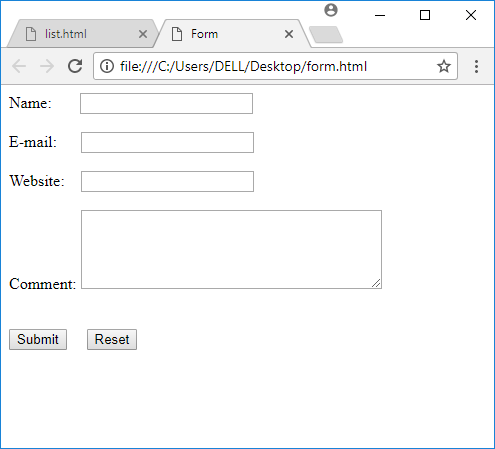 list.html
Form
file:///C:/Users/DELL/Desktop/form.html
Name:
E-mail:
Website:
Comment:
Submit Reset